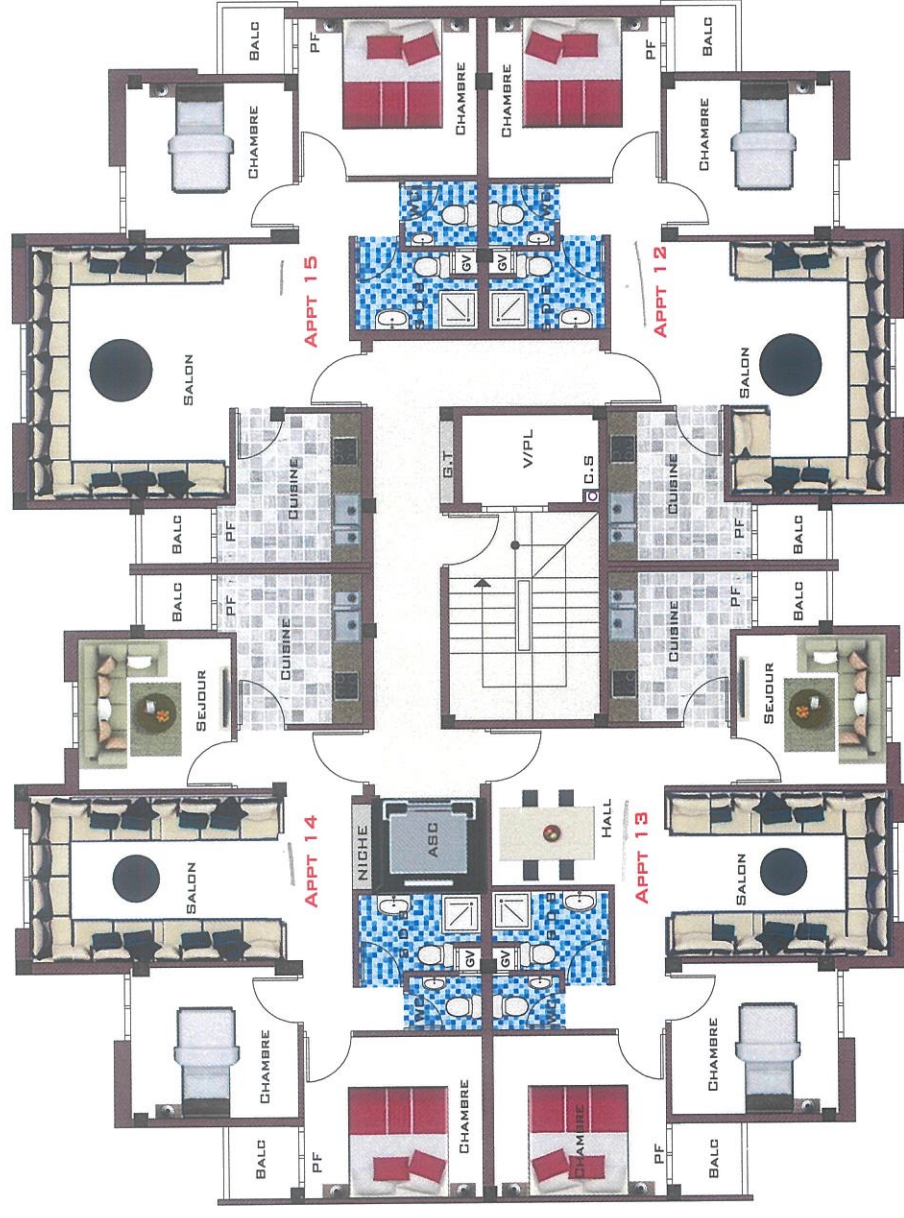 BALC
PF
CHAMBRE
CHAMBRE
PF
BALC
CHAMBRE
CHAMBRE
WC
WC
SALON
APPT 15
S.D.B
GV
GV
S.D.B
APPT 12
SALON
CUISINE
G.T
V/PL
C.S
CUISINE
BALC
PF
PF
BALC
BALC
PF
CUISINE
CUISINE
PF
BALC
SEJOUR
SEJOUR
SALON
APPT 14
NICHE
ASC
HALL
APPT 13
SALON
S.D.B
GV
GV
S.D.B
WC
WC
CHAMBRE
CHAMBRE
BALC
PF
CHAMBRE
CHAMBRE
PF
BALC